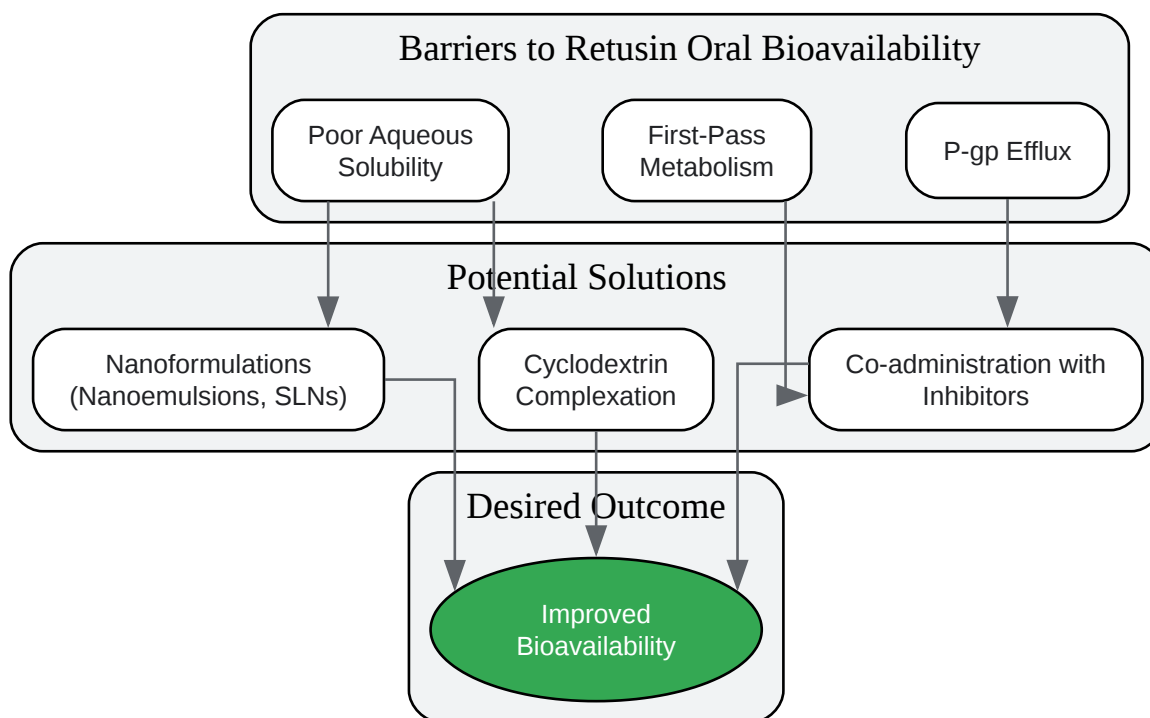 Barriers to Retusin Oral Bioavailability
Poor Aqueous
Solubility
First-Pass
Metabolism
P-gp Efflux
Potential Solutions
Nanoformulations
(Nanoemulsions, SLNs)
Cyclodextrin
Complexation
Co-administration with
Inhibitors
Desired Outcome
Improved
Bioavailability